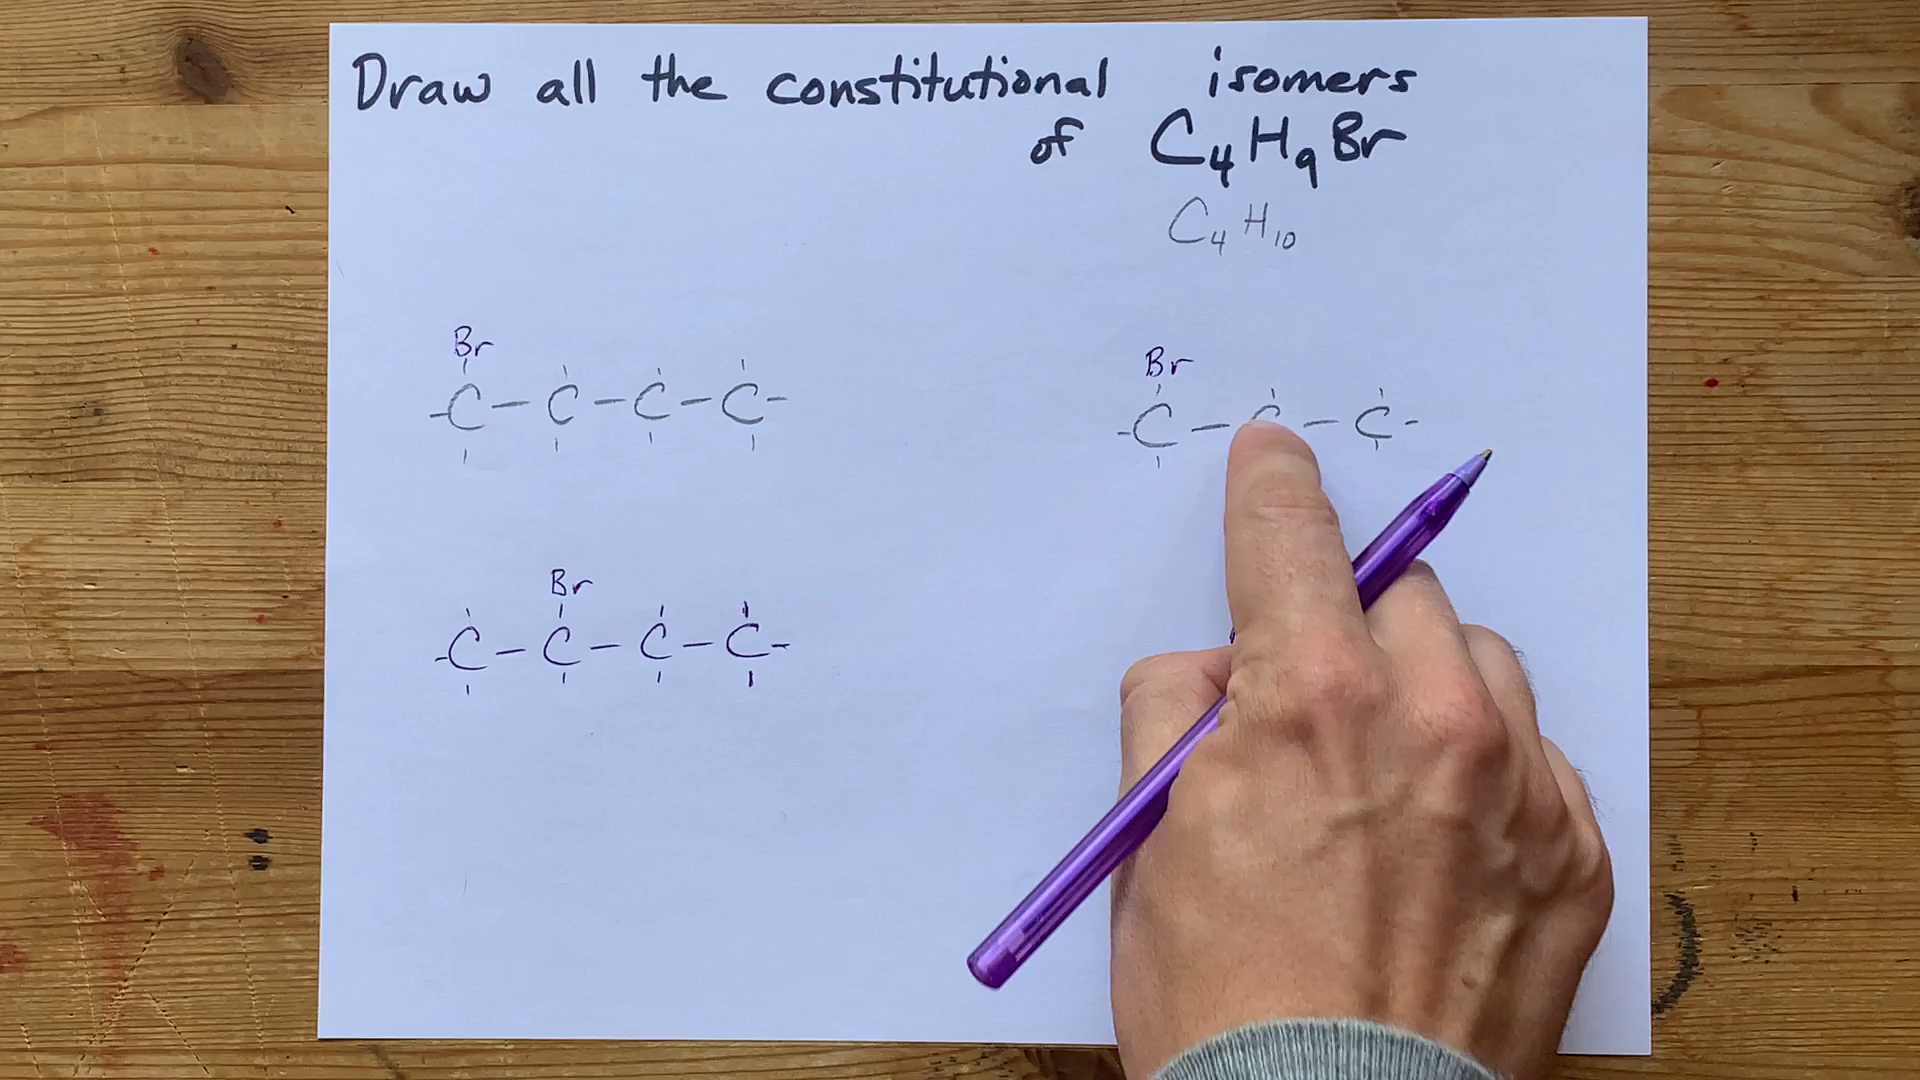 Draw all the constitutional isomers
of C₄H₉Br
C₄H₁₀
Br
-C-C-C-C-
Br
-C-C-C-
Br
-C-C-C-C-